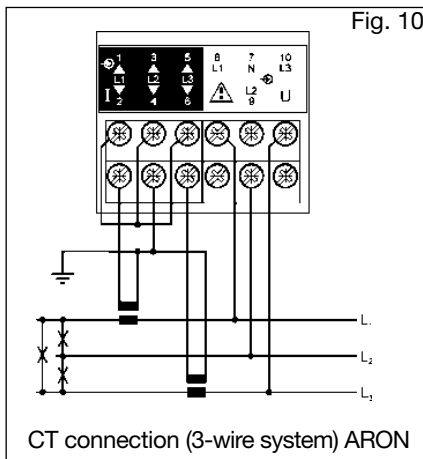 Fig. 10
1 3 5 8 7 10
L1 N L3
L1 L2 L3
I 2 4 6 L2 9 U
L1
L2
L3
CT connection (3-wire system) ARON